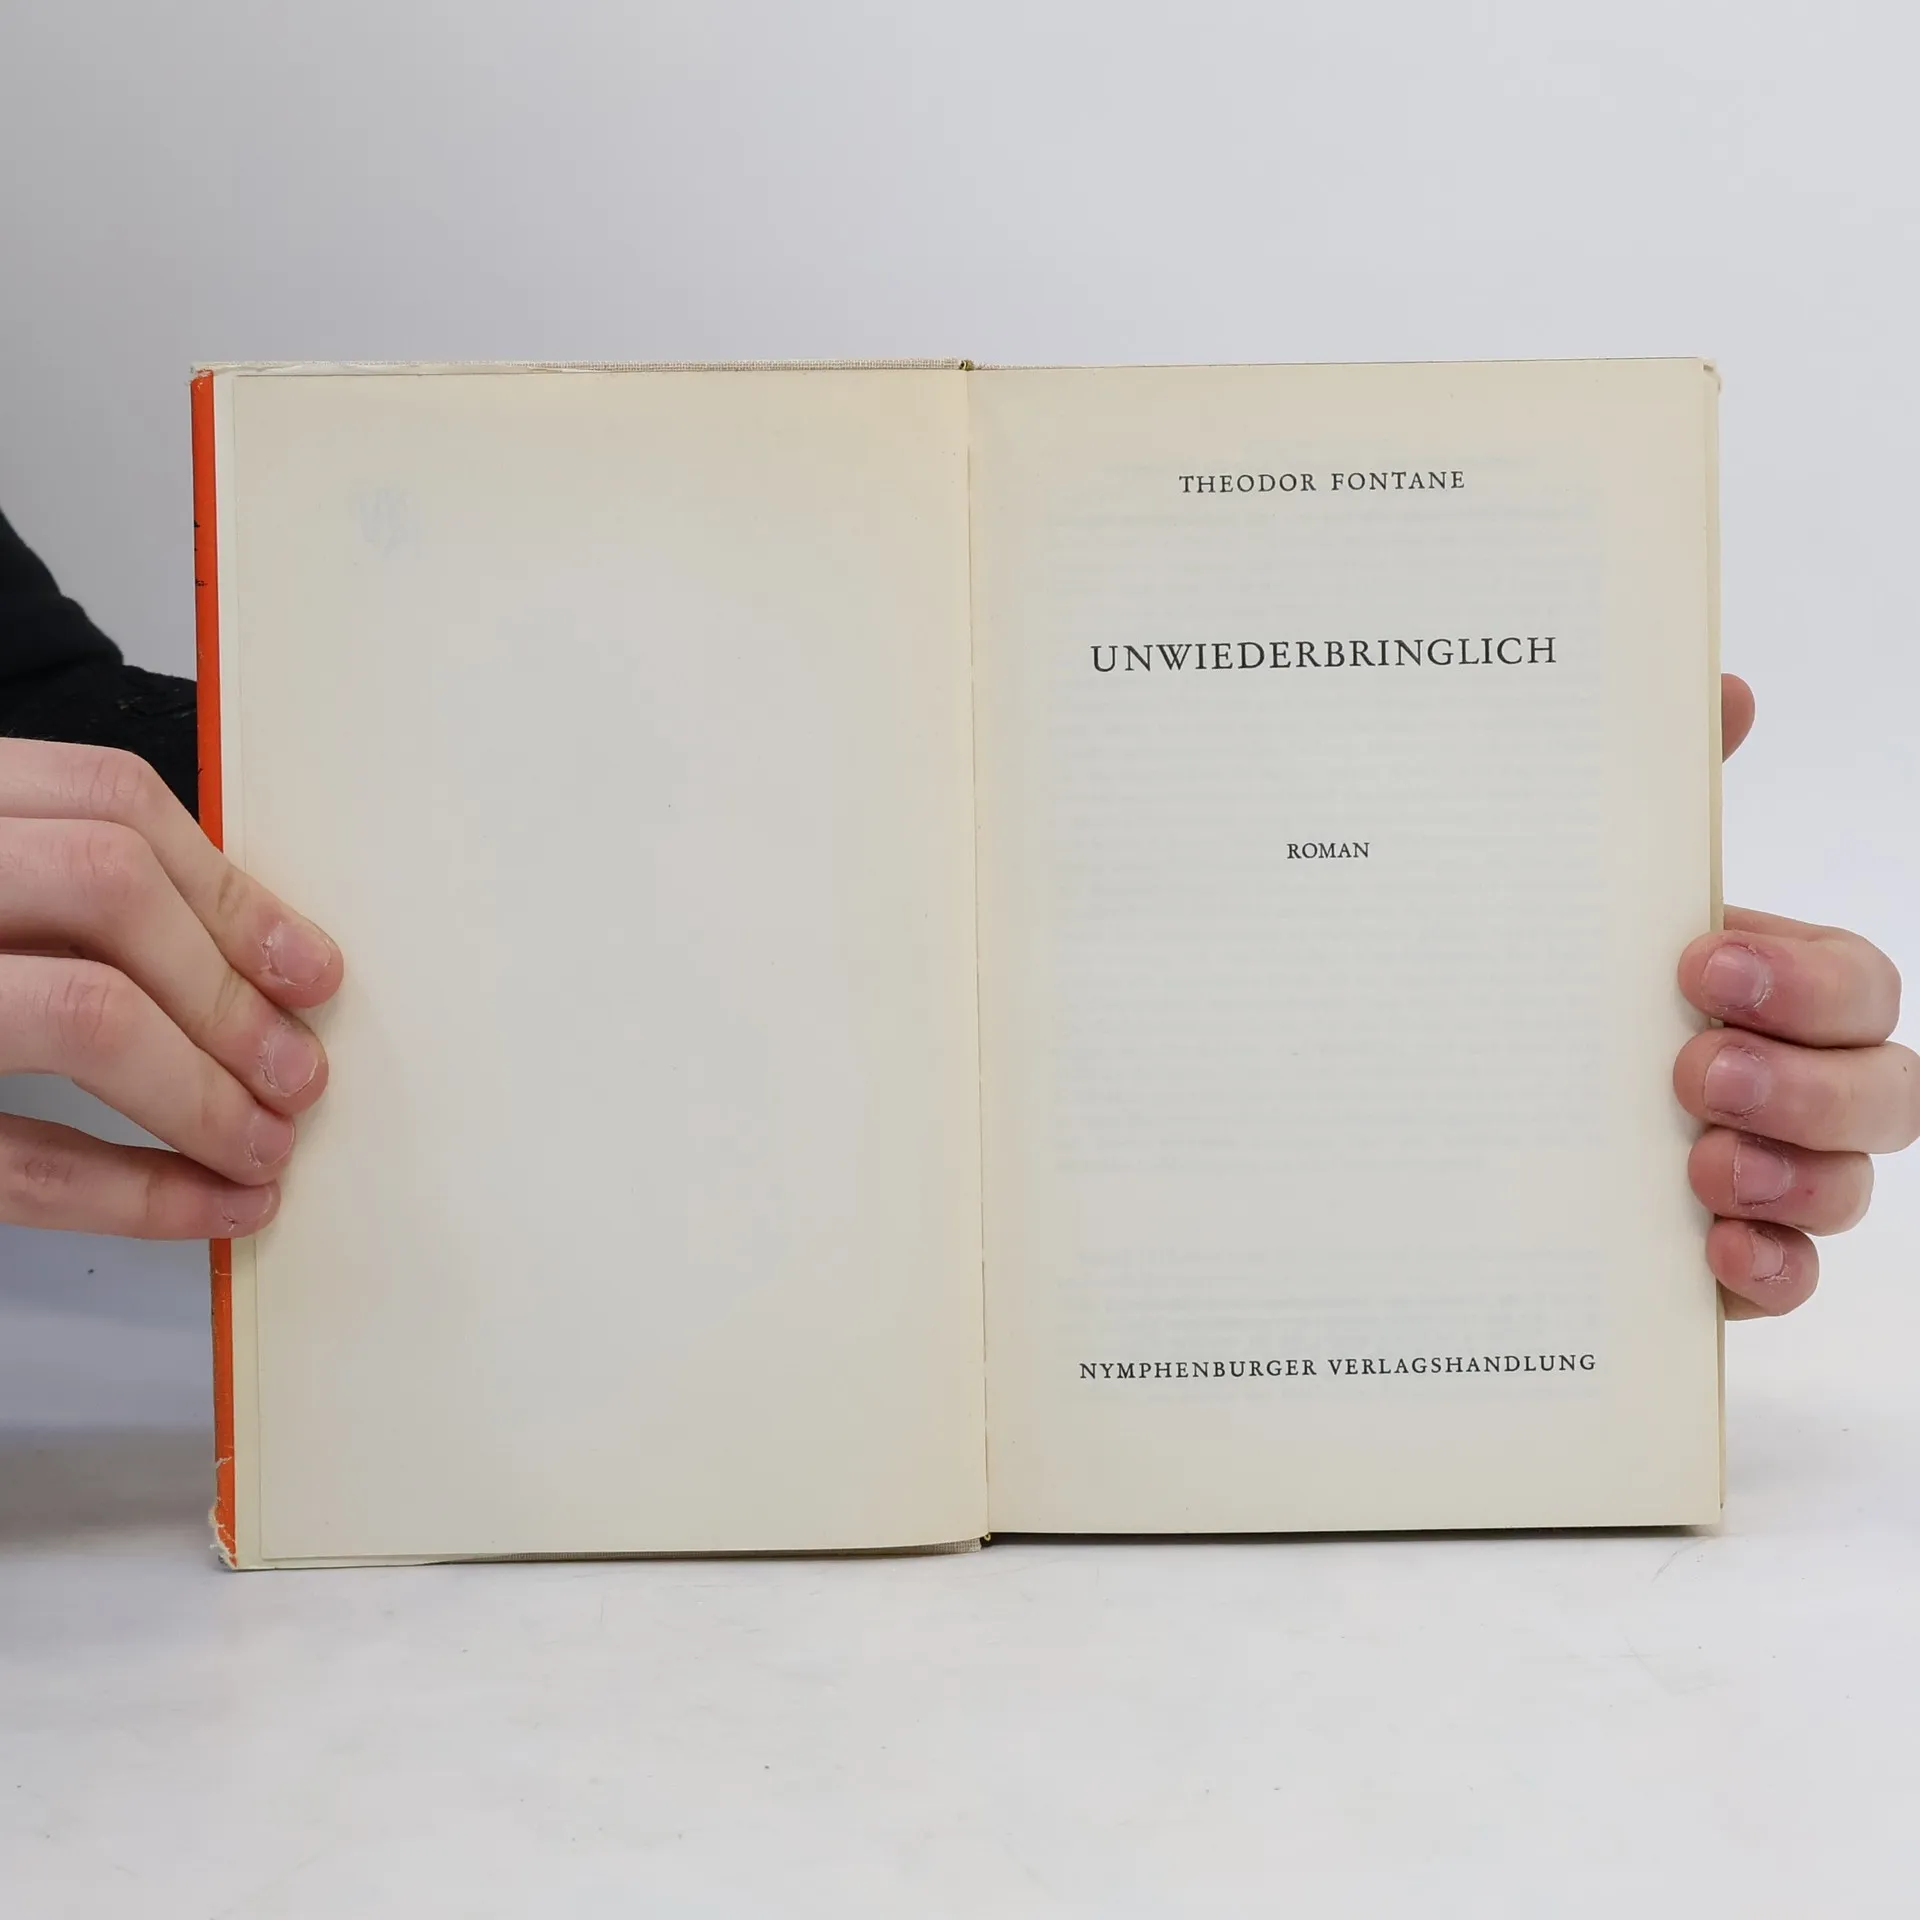 THEODOR FONTANE
UNWIEDERBRINGLICH
ROMAN
NYMPHENBURGER VERLAGSHANDLUNG